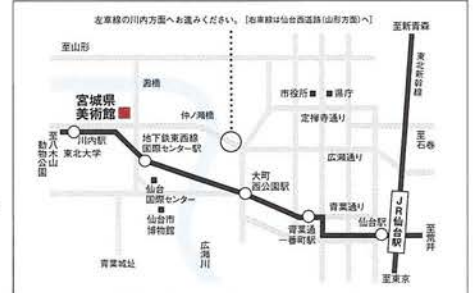 左車線の川内方面へお進みください。[右車線は仙台西道路(山形方面)へ]
至新青森
至山形
東北新幹線
澱橋
市役所
県庁
宮城県
美術館
仲ノ瀬橋
定禅寺通り
至八木山
動物公園
川内駅
東北大学
地下鉄東西線
国際センター駅
至石巻
広瀬通り
仙台
国際センター
大町
西公園駅
仙台市
博物館
青葉通り
仙台駅
JR仙台駅
青葉通
一番町駅
至荒井
青葉城址
広瀬川
至東京